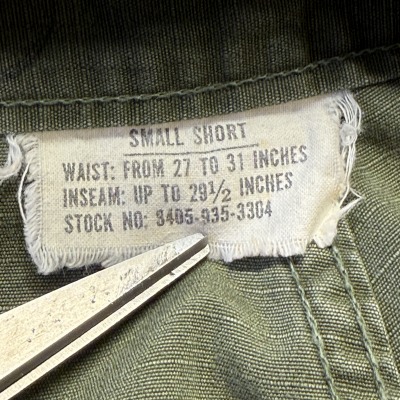 SMALL SHORT
WAIST: FROM 27 TO 31 INCHES
INSEAM: UP TO 29½ INCHES
STOCK NO: 8405-935-3304